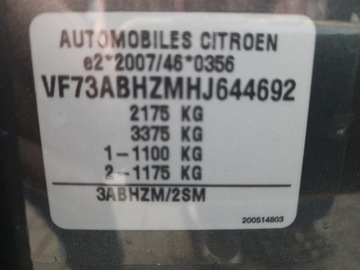 AUTOMOBILES CITROEN
e2*2007/46*0356
VF73ABHZMHJ644692
2175 KG
3375 KG
1-1100 KG
2-1175 KG
3ABHZM/2SM
200514803